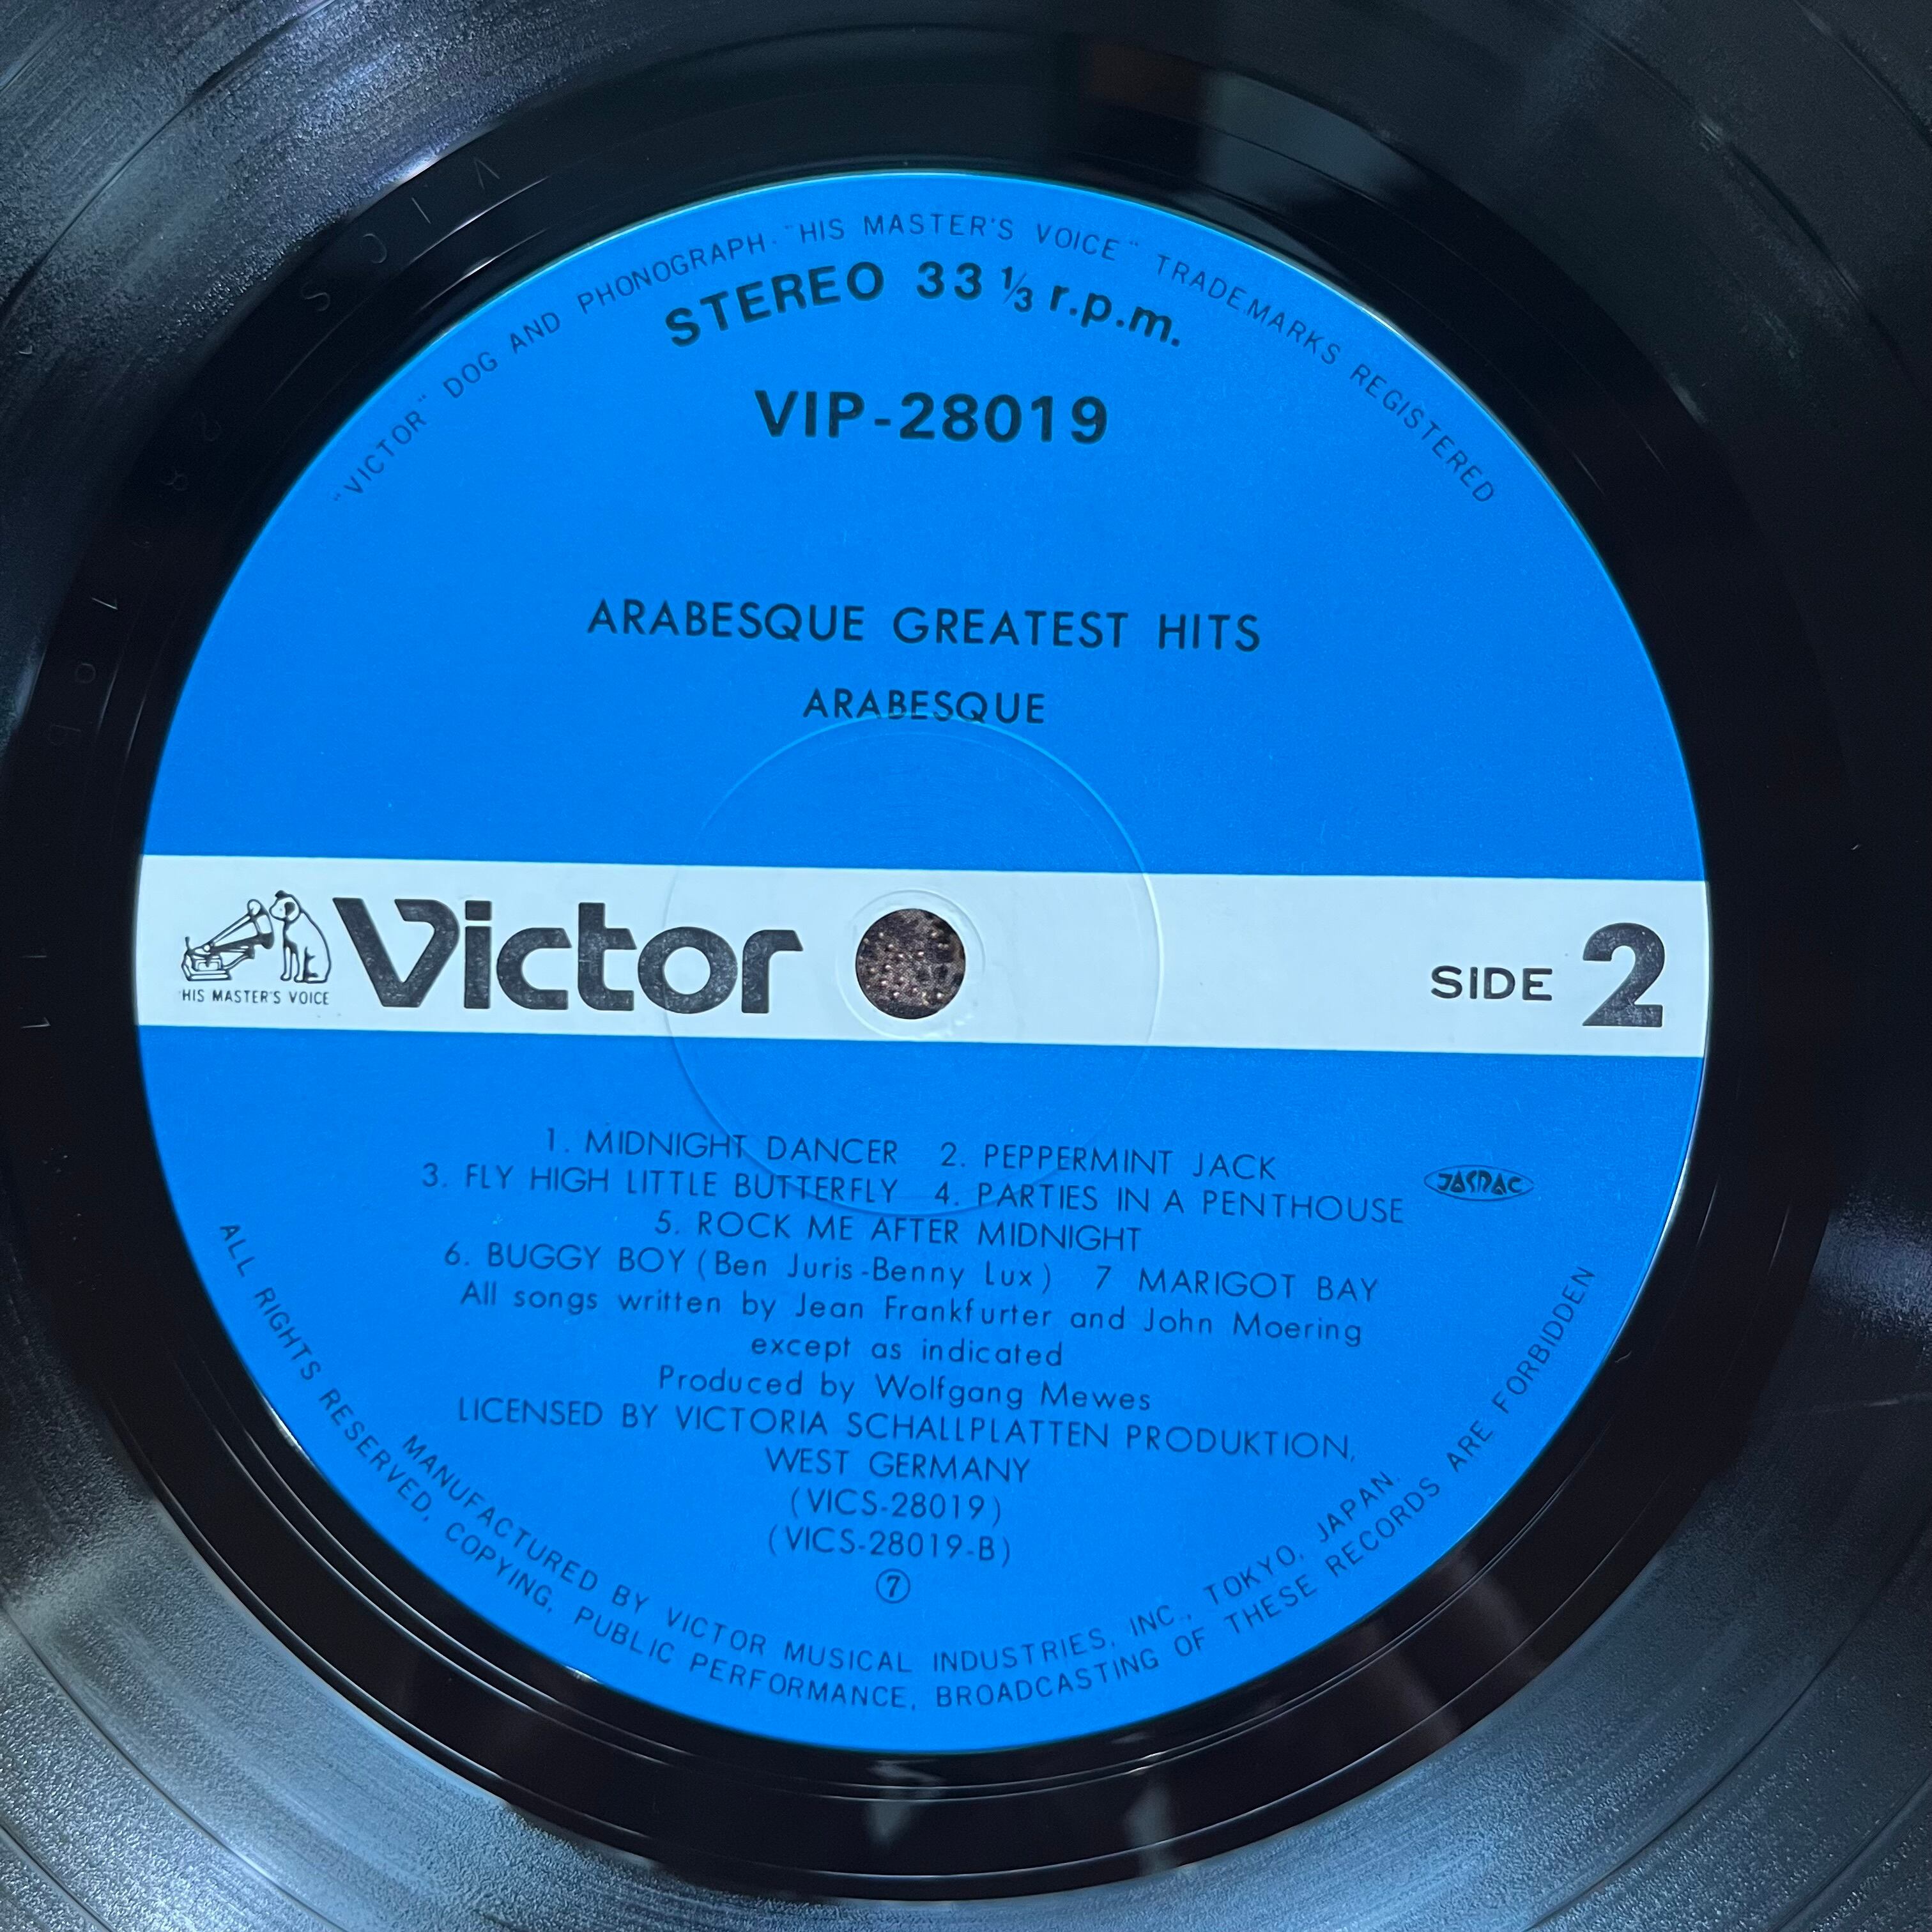 "VICTOR" DOG AND PHONOGRAPH·"HIS MASTER'S VOICE" TRADE MARKS REGISTERED
STEREO 33 1/3 r.p.m.
VIP-28019
ARABESQUE GREATEST HITS
ARABESQUE
Victor
"HIS MASTER'S VOICE
SIDE 2
1. MIDNIGHT DANCER 2. PEPPERMINT JACK
3. FLY HIGH LITTLE BUTTERFLY 4. PARTIES IN A PENTHOUSE
JASRAC
5. ROCK ME AFTER MIDNIGHT
6. BUGGY BOY (Ben Juris-Benny Lux) 7 MARIGOT BAY
All songs written by Jean Frankfurter and John Moering
except as indicated
Produced by Wolfgang Mewes
LICENSED BY VICTORIA SCHALLPLATTEN PRODUKTION,
WEST GERMANY
(VICS-28019)
(VICS-28019-B)
⑦
MANUFACTURED BY VICTOR MUSICAL INDUSTRIES, INC., TOKYO, JAPAN.
ALL RIGHTS RESERVED, COPYING, PUBLIC PERFORMANCE, BROADCASTING OF THESE RECORDS ARE FORBIDDEN